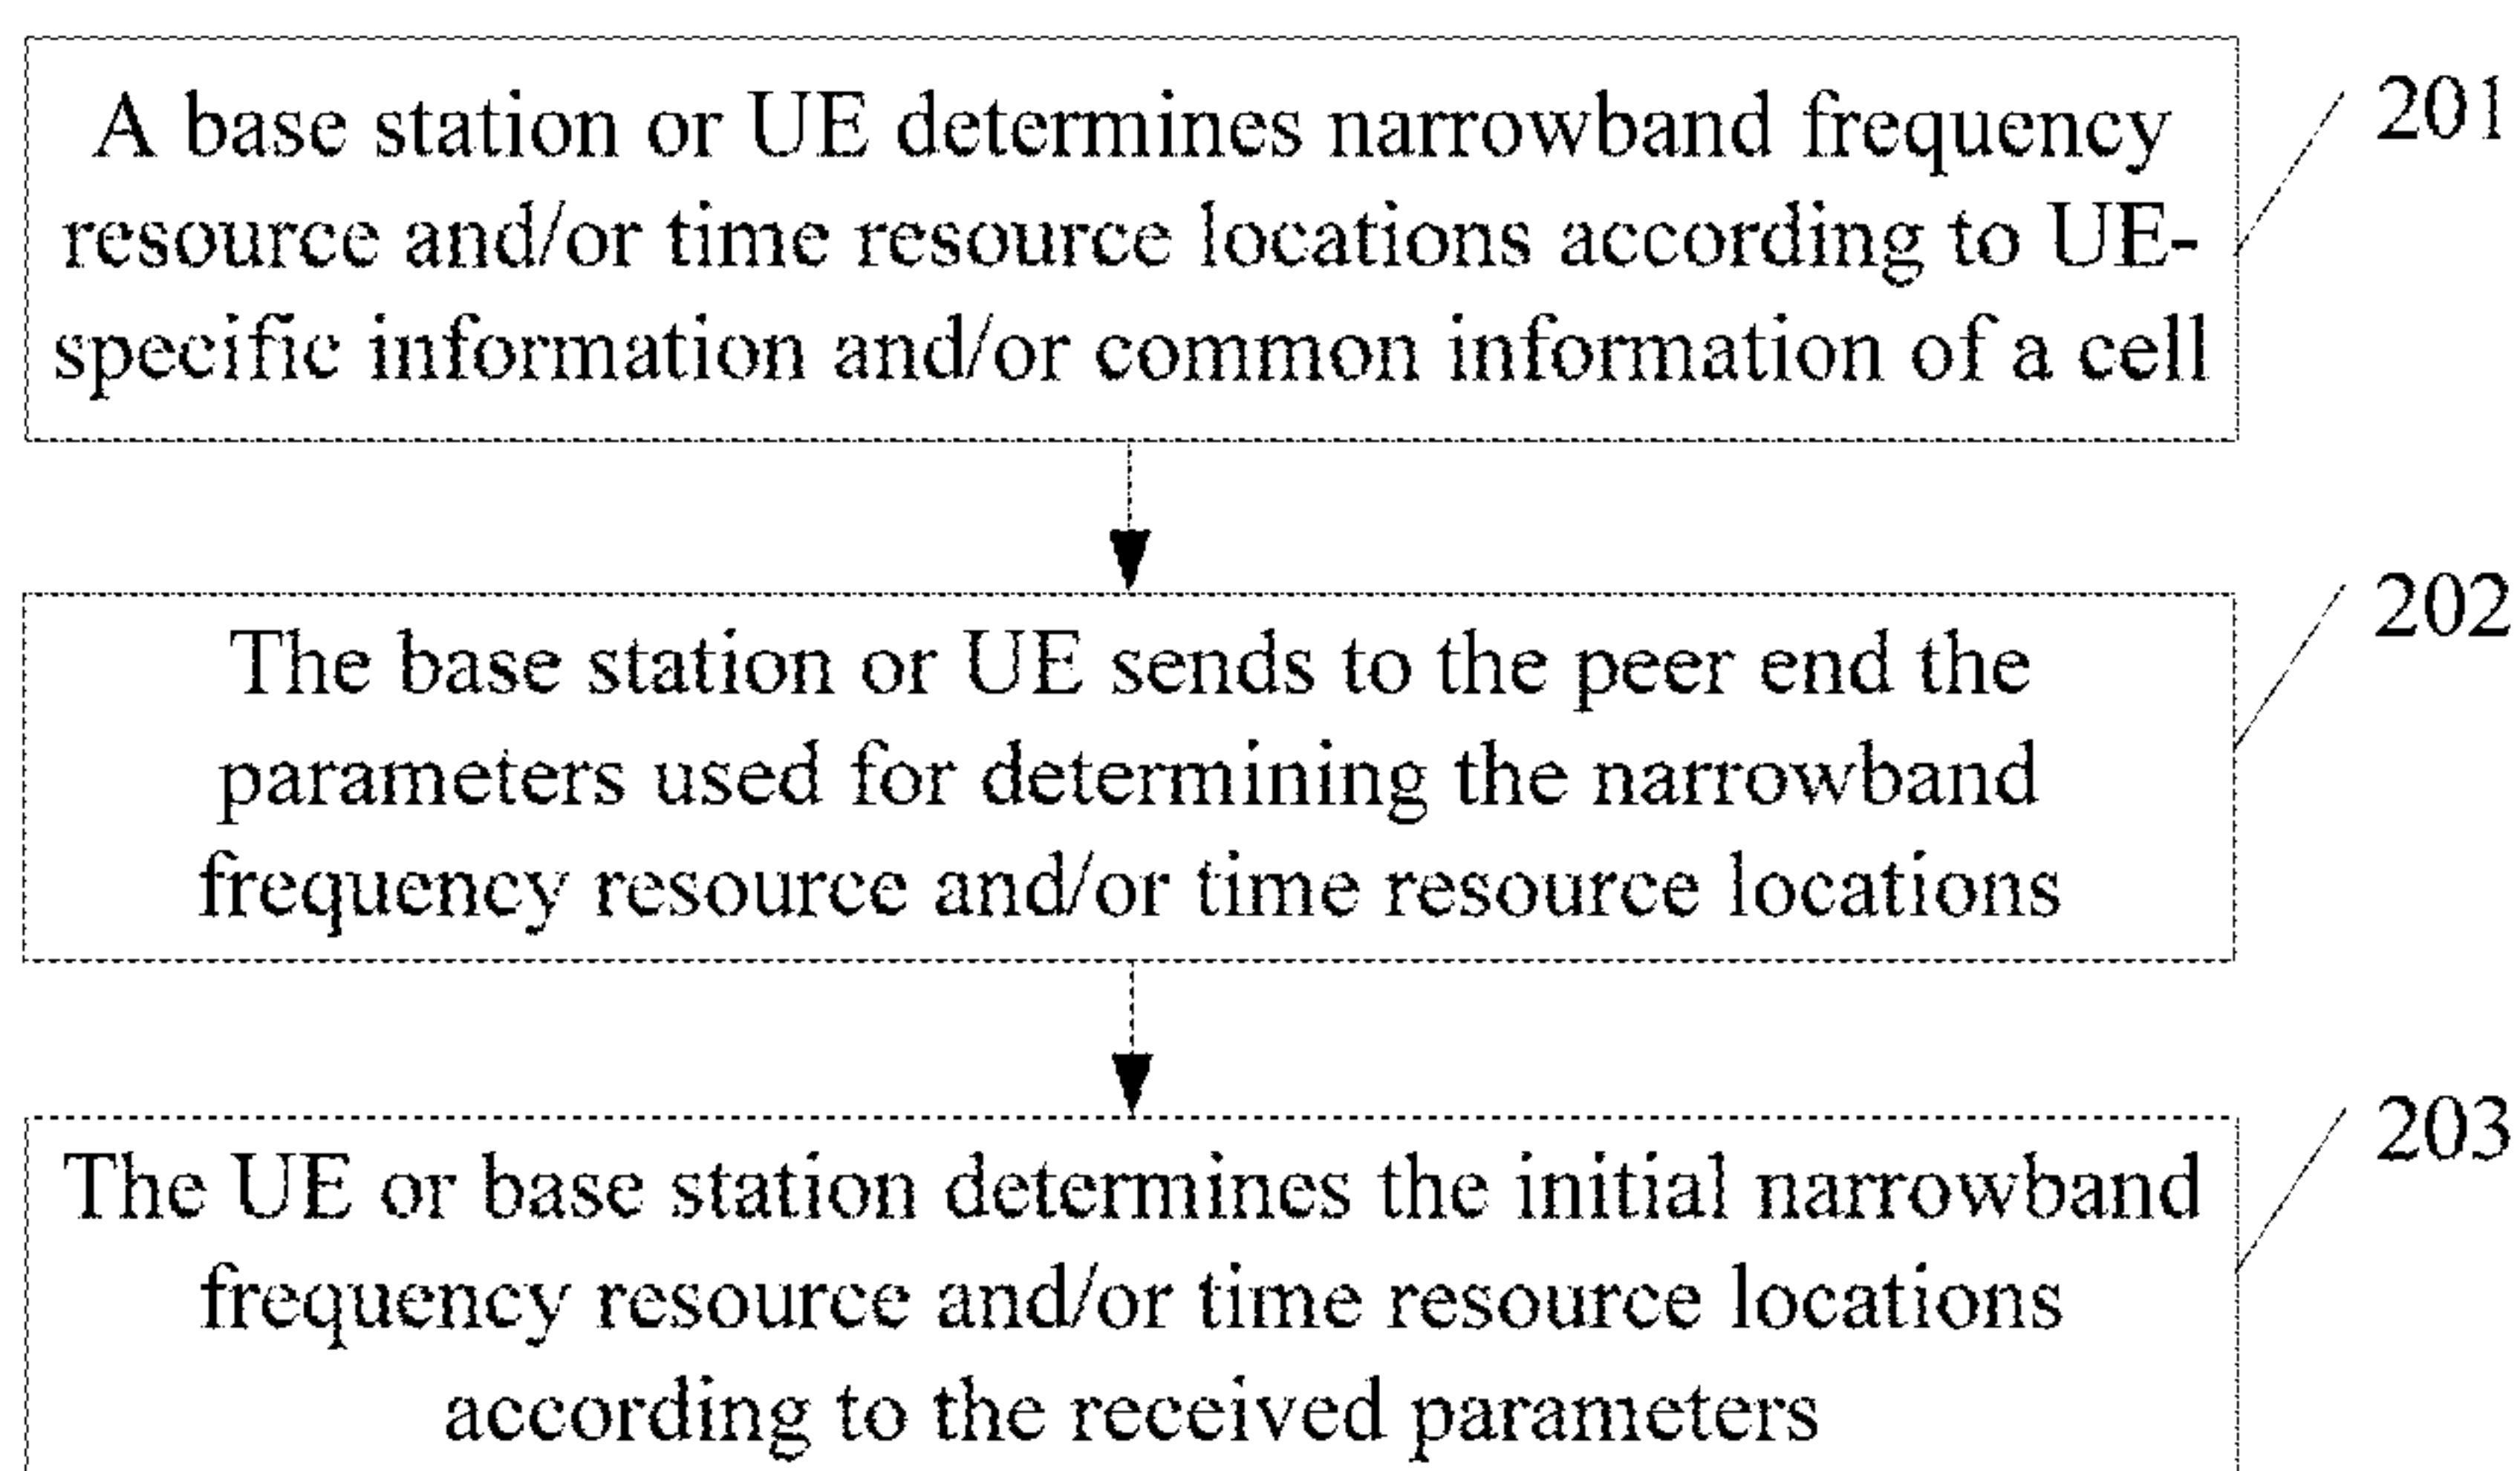 A base station or UE determines narrowband frequency
resource and/or time resource locations according to UE-
specific information and/or common information of a cell
201
The base station or UE sends to the peer end the
parameters used for determining the narrowband
frequency resource and/or time resource locations
202
The UE or base station determines the initial narrowband
frequency resource and/or time resource locations
according to the received parameters
203